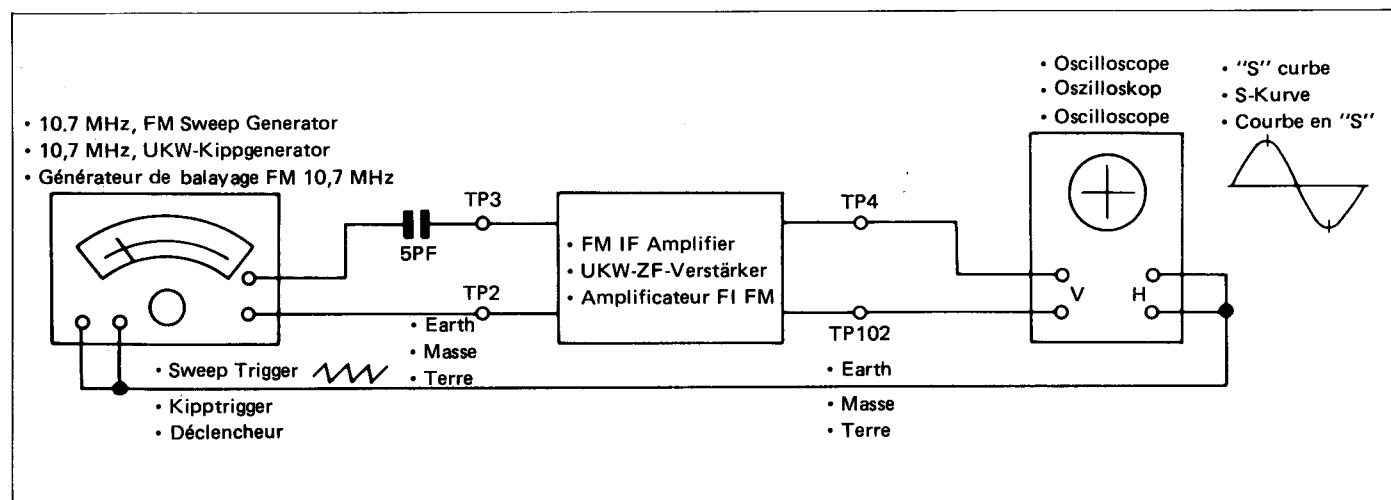 • Oscilloscope
• Oszilloskop
• Oscilloscope
• "S" curbe
• S-Kurve
• Courbe en "S"
• 10.7 MHz, FM Sweep Generator
• 10,7 MHz, UKW-Kippgenerator
• Générateur de balayage FM 10,7 MHz
TP3
5PF
TP2
• Earth
• Masse
• Terre
• FM IF Amplifier
• UKW-ZF-Verstärker
• Amplificateur FI FM
TP4
TP102
• Earth
• Masse
• Terre
V
H
• Sweep Trigger
• Kipptrigger
• Déclencheur